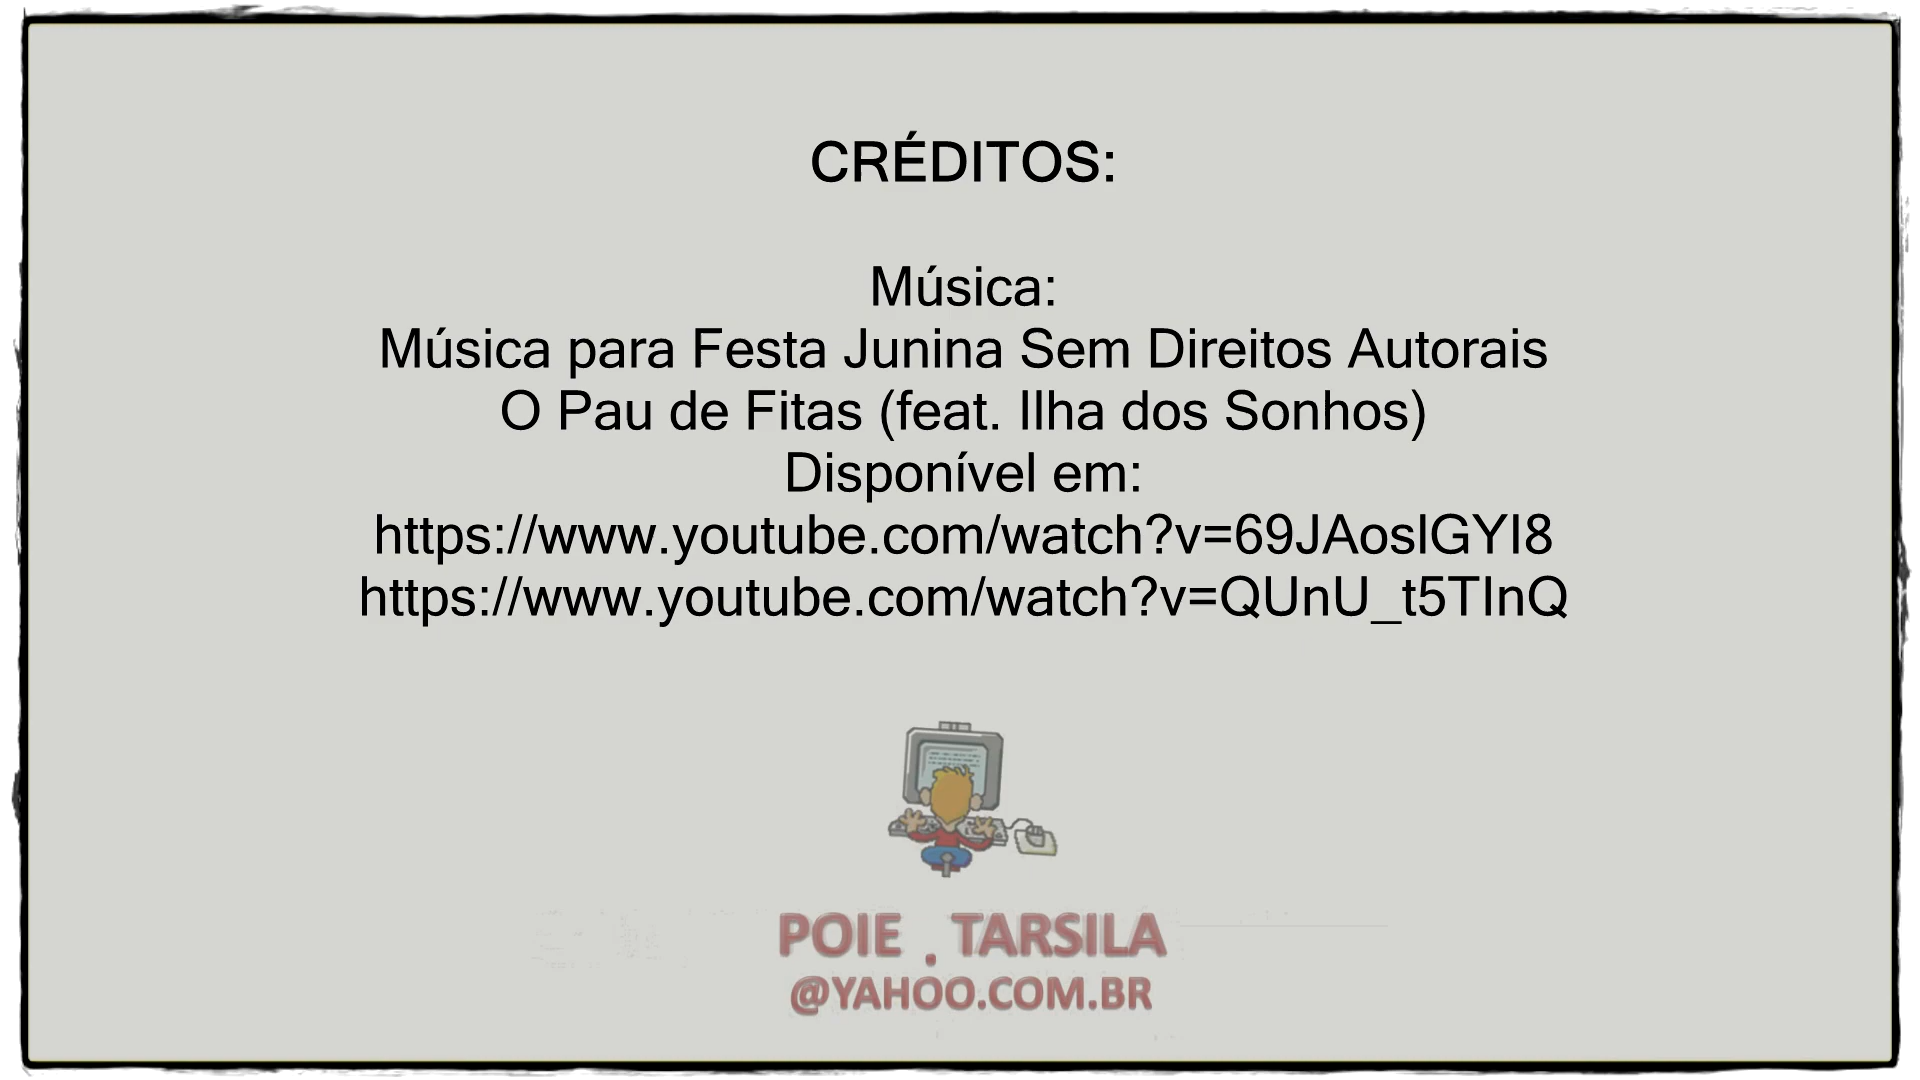 CRÉDITOS:
Música:
Música para Festa Junina Sem Direitos Autorais
O Pau de Fitas (feat. Ilha dos Sonhos)
Disponível em:
https://www.youtube.com/watch?v=69JAoslGYI8
https://www.youtube.com/watch?v=QUnU_t5TInQ
POIE . TARSILA
@YAHOO.COM.BR